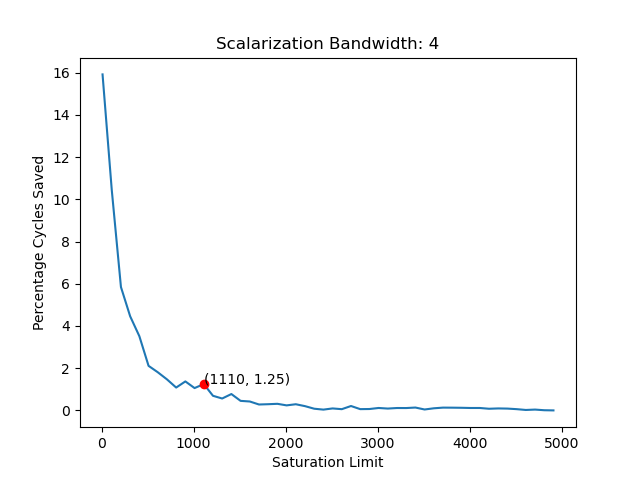 Scalarization Bandwidth: 4
Percentage Cycles Saved
16
14
12
10
8
6
4
2
0
(1110, 1.25)
0 1000 2000 3000 4000 5000
Saturation Limit